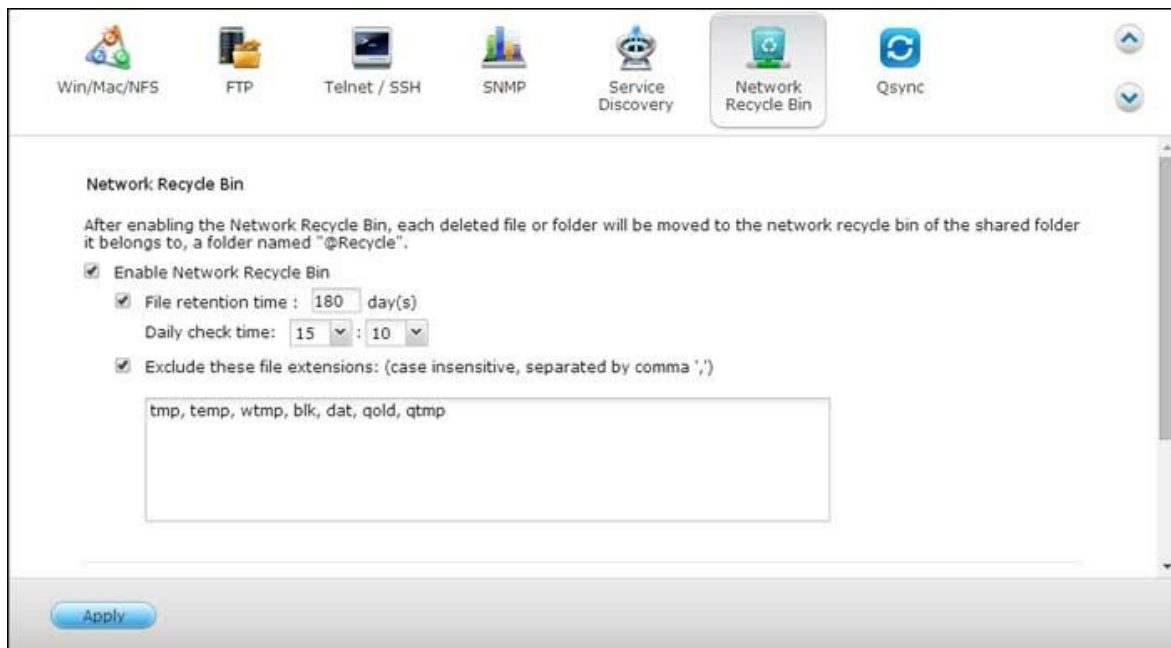 Win/Mac/NFS
FTP
Telnet / SSH
SNMP
Service
Discovery
Network
Recycle Bin
Qsync
Network Recycle Bin
After enabling the Network Recycle Bin, each deleted file or folder will be moved to the network recycle bin of the shared folder
it belongs to, a folder named "@Recycle".
Enable Network Recycle Bin
File retention time : 180 day(s)
Daily check time: 15 : 10
Exclude these file extensions: (case insensitive, separated by comma ',')
tmp, temp, wtmp, blk, dat, qold, qtmp
Apply